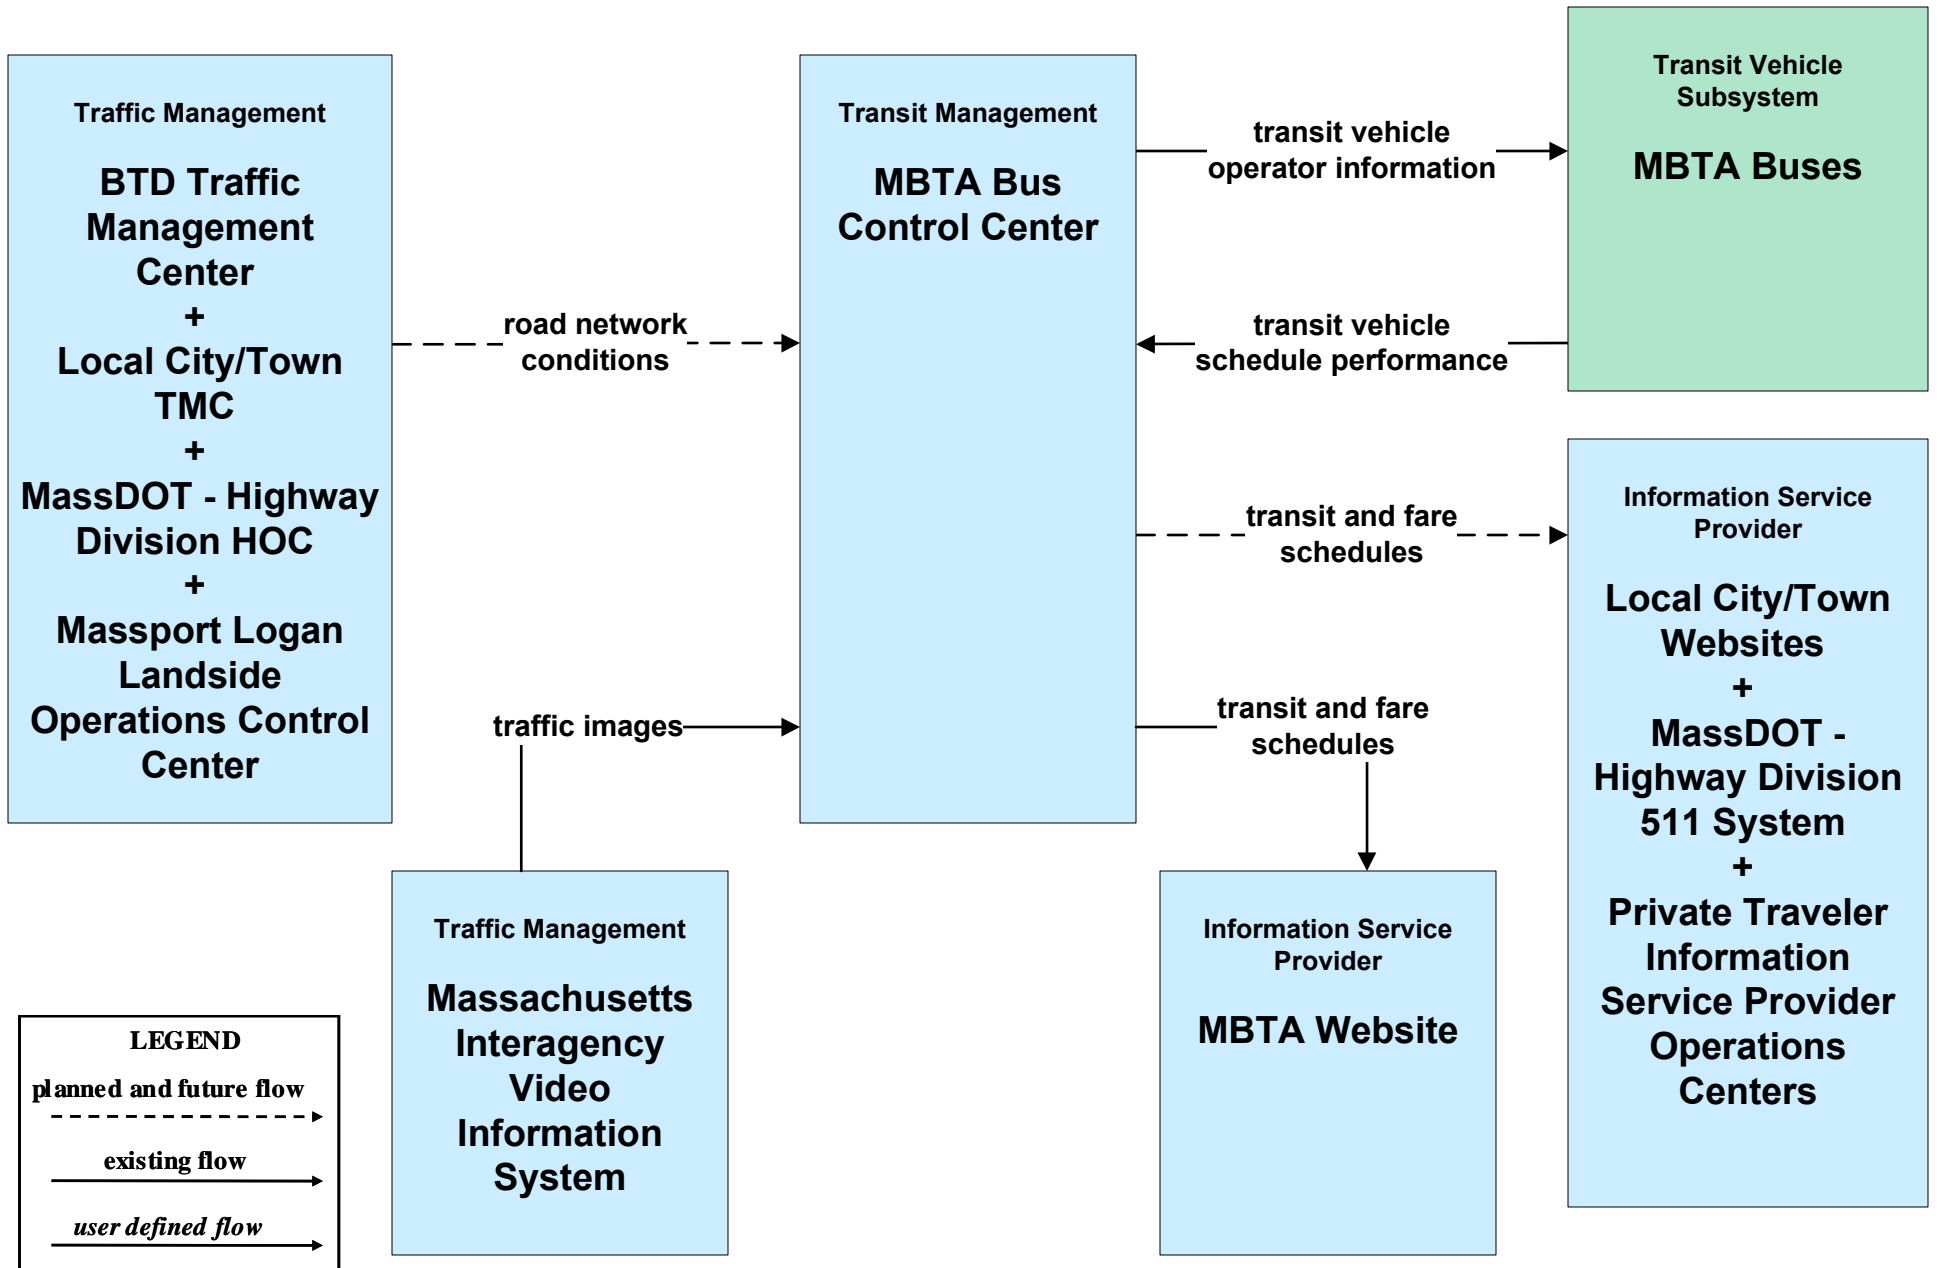 Traffic Management
BTD Traffic
Management
Center
+
Local City/Town
TMC
+
MassDOT - Highway
Division HOC
+
Massport Logan
Landside
Operations Control
Center
road network
conditions
traffic images
Traffic Management
Massachusetts
Interagency
Video
Information
System
Transit Management
MBTA Bus
Control Center
transit vehicle
operator information
transit vehicle
schedule performance
transit and fare
schedules
transit and fare
schedules
Transit Vehicle
Subsystem
MBTA Buses
Information Service
Provider
Local City/Town
Websites
+
MassDOT -
Highway Division
511 System
+
Private Traveler
Information
Service Provider
Operations
Centers
Information Service
Provider
MBTA Website
LEGEND
planned and future flow
existing flow
user defined flow